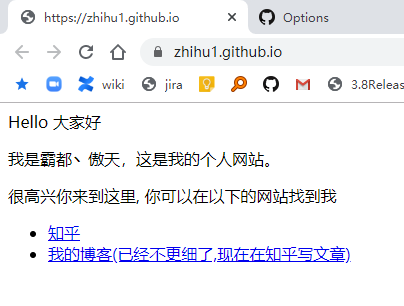 https://zhihu1.github.io
Options
zhihu1.github.io
wiki
jira
3.8Releas
Hello 大家好
我是霸都丶傲天，这是我的个人网站。
很高兴你来到这里, 你可以在以下的网站找到我
知乎
我的博客(已经不更细了,现在在知乎写文章)